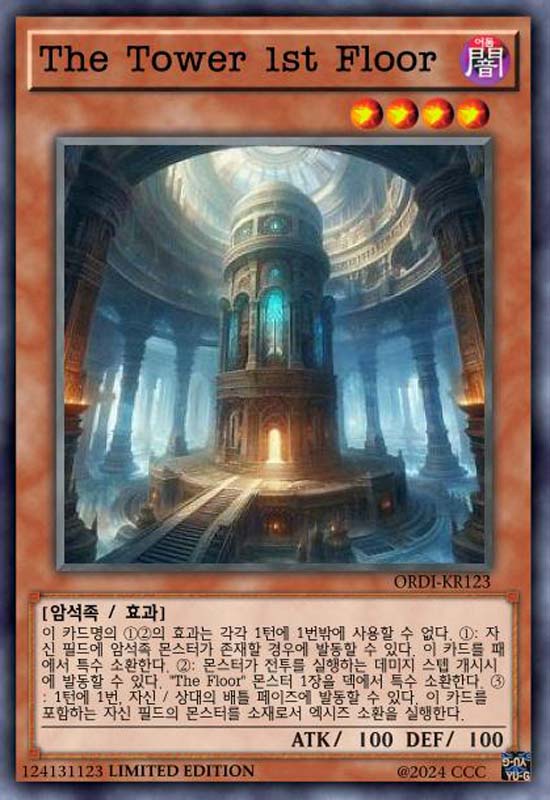 The Tower 1st Floor
어둠
闇
ORDI-KR123
[암석족 / 효과]
이 카드명의 ①②의 효과는 각각 1턴에 1번밖에 사용할 수 없다. ①: 자
신 필드에 암석족 몬스터가 존재할 경우에 발동할 수 있다. 이 카드를 패
에서 특수 소환한다. ②: 몬스터가 전투를 실행하는 데미지 스텝 개시시
에 발동할 수 있다. "The Floor" 몬스터 1장을 덱에서 특수 소환한다. ③
: 1턴에 1번, 자신 / 상대의 배틀 페이즈에 발동할 수 있다. 이 카드를
포함하는 자신 필드의 몬스터를 소재로서 엑시즈 소환을 실행한다.
ATK/ 100 DEF/ 100
124131123 LIMITED EDITION
©2024 CCC